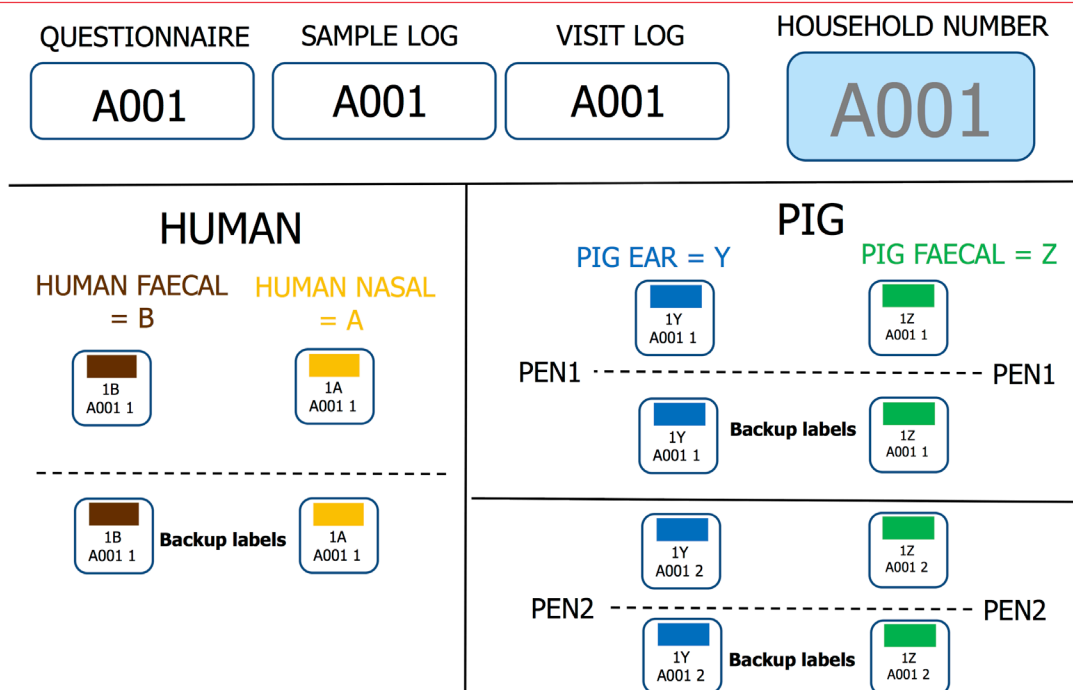 QUESTIONNAIRE
A001
SAMPLE LOG
A001
VISIT LOG
A001
HOUSEHOLD NUMBER
A001
HUMAN
HUMAN FAECAL
= B
HUMAN NASAL
= A
1B
A001 1
1A
A001 1
1B
A001 1
Backup labels
1A
A001 1
PIG
PIG EAR = Y
PIG FAECAL = Z
1Y
A001 1
1Z
A001 1
PEN1
PEN1
1Y
A001 1
Backup labels
1Z
A001 1
1Y
A001 2
1Z
A001 2
PEN2
PEN2
1Y
A001 2
Backup labels
1Z
A001 2